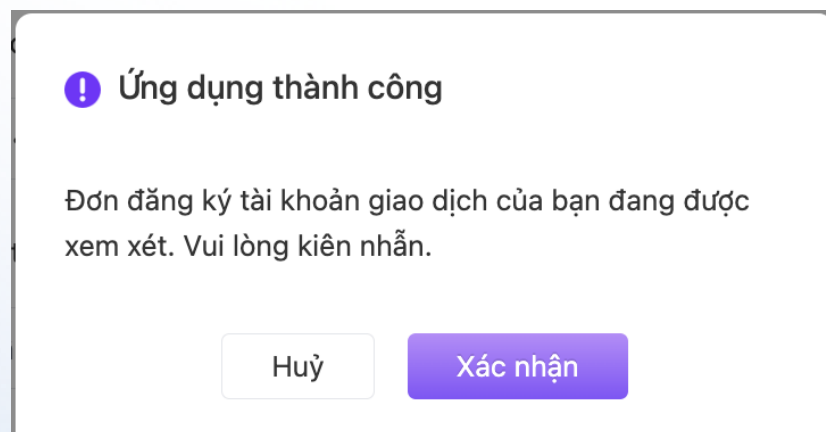 Ứng dụng thành công
Đơn đăng ký tài khoản giao dịch của bạn đang được
xem xét. Vui lòng kiên nhẫn.
Huỷ
Xác nhận